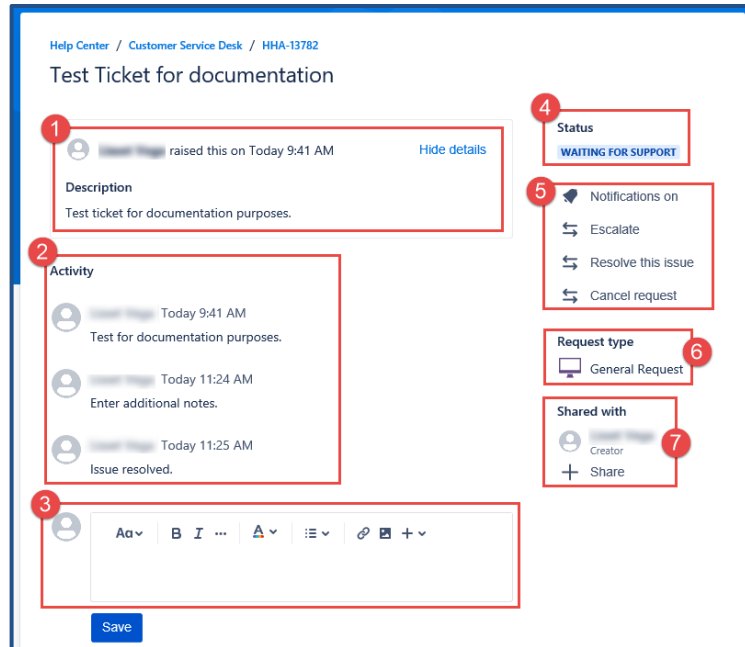 Help Center / Customer Service Desk / HHA-13782
Test Ticket for documentation
1
raised this on Today 9:41 AM
Hide details
Description
Test ticket for documentation purposes.
2
Activity
Today 9:41 AM
Test for documentation purposes.
Today 11:24 AM
Enter additional notes.
Today 11:25 AM
Issue resolved.
3
Aa B I ... A
Save
4
Status
WAITING FOR SUPPORT
5
Notifications on
Escalate
Resolve this issue
Cancel request
Request type
6
General Request
Shared with
7
Creator
Share